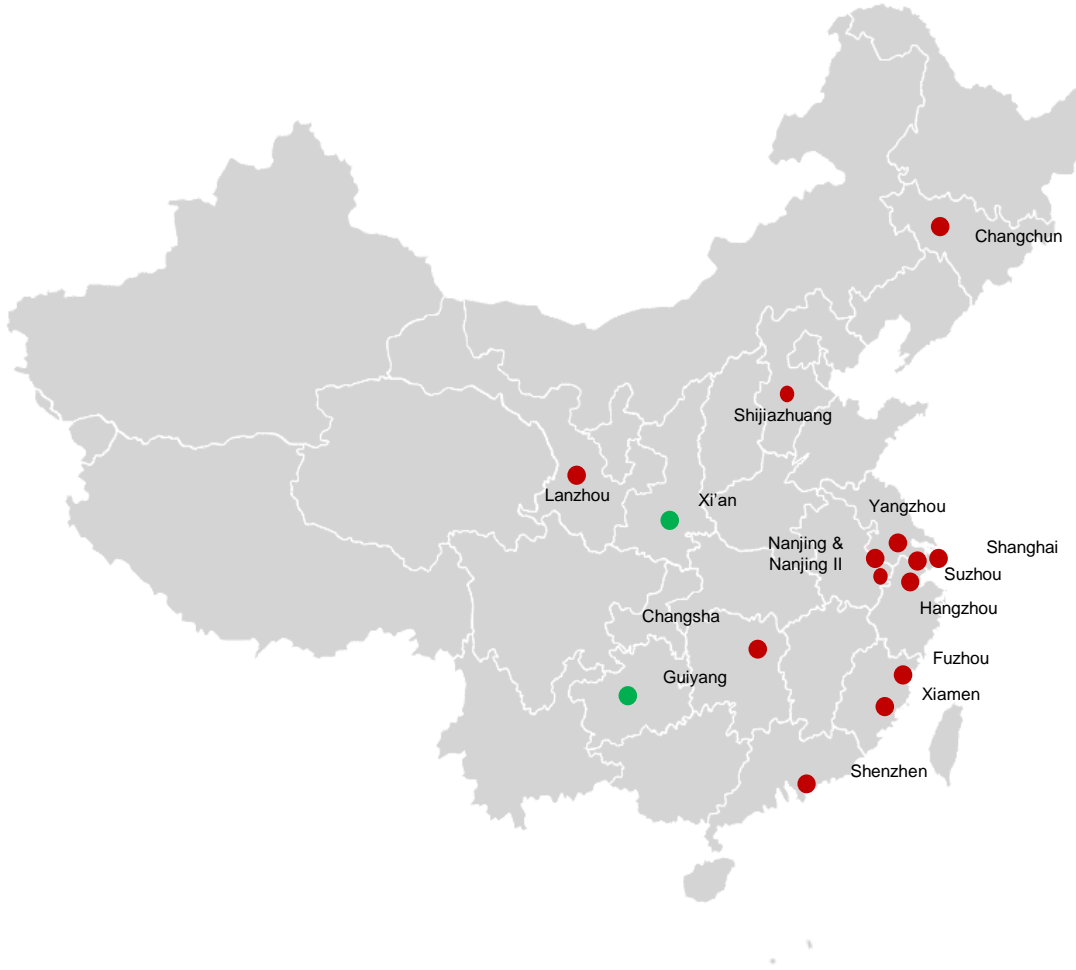 Changchun
Shijiazhuang
Lanzhou
Xi’an
Yangzhou
Nanjing &
Nanjing II
Shanghai
Suzhou
Hangzhou
Changsha
Fuzhou
Guiyang
Xiamen
Shenzhen